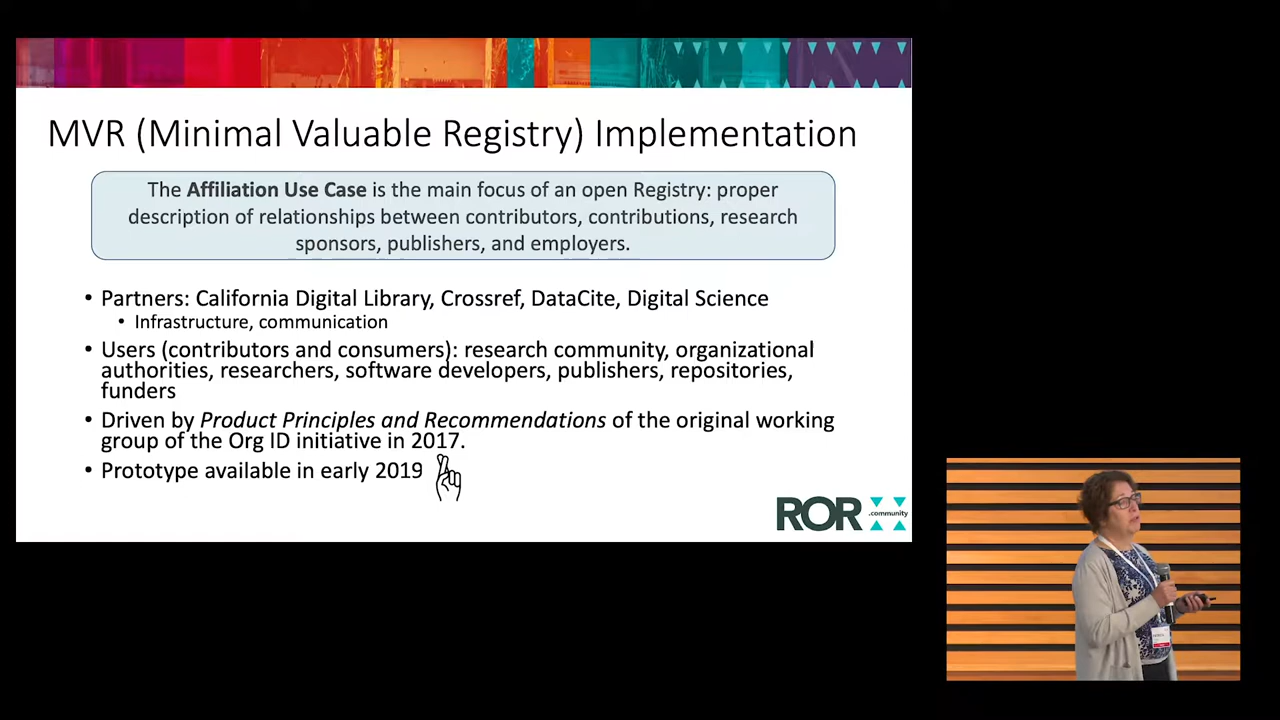 MVR (Minimal Valuable Registry) Implementation
The Affiliation Use Case is the main focus of an open Registry: proper
description of relationships between contributors, contributions, research
sponsors, publishers, and employers.
• Partners: California Digital Library, Crossref, DataCite, Digital Science
• Infrastructure, communication
• Users (contributors and consumers): research community, organizational
authorities, researchers, software developers, publishers, repositories,
funders
• Driven by Product Principles and Recommendations of the original working
group of the Org ID initiative in 2017.
• Prototype available in early 2019
ROR .community